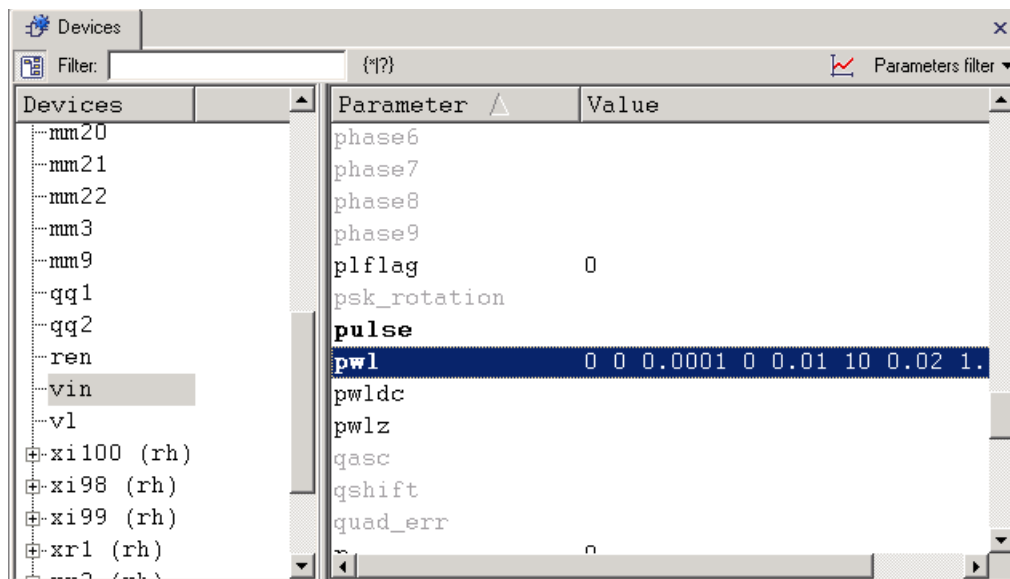 Devices
Filter: {*|?} Parameters filter
Devices
mm20
mm21
mm22
mm3
mm9
qq1
qq2
ren
vin
vl
xi100 (rh)
xi98 (rh)
xi99 (rh)
xr1 (rh)
Parameter Value
phase6
phase7
phase8
phase9
plflag 0
psk_rotation
pulse
pwl 0 0 0.0001 0 0.01 10 0.02 1.
pwldc
pwlz
qasc
qshift
quad_err